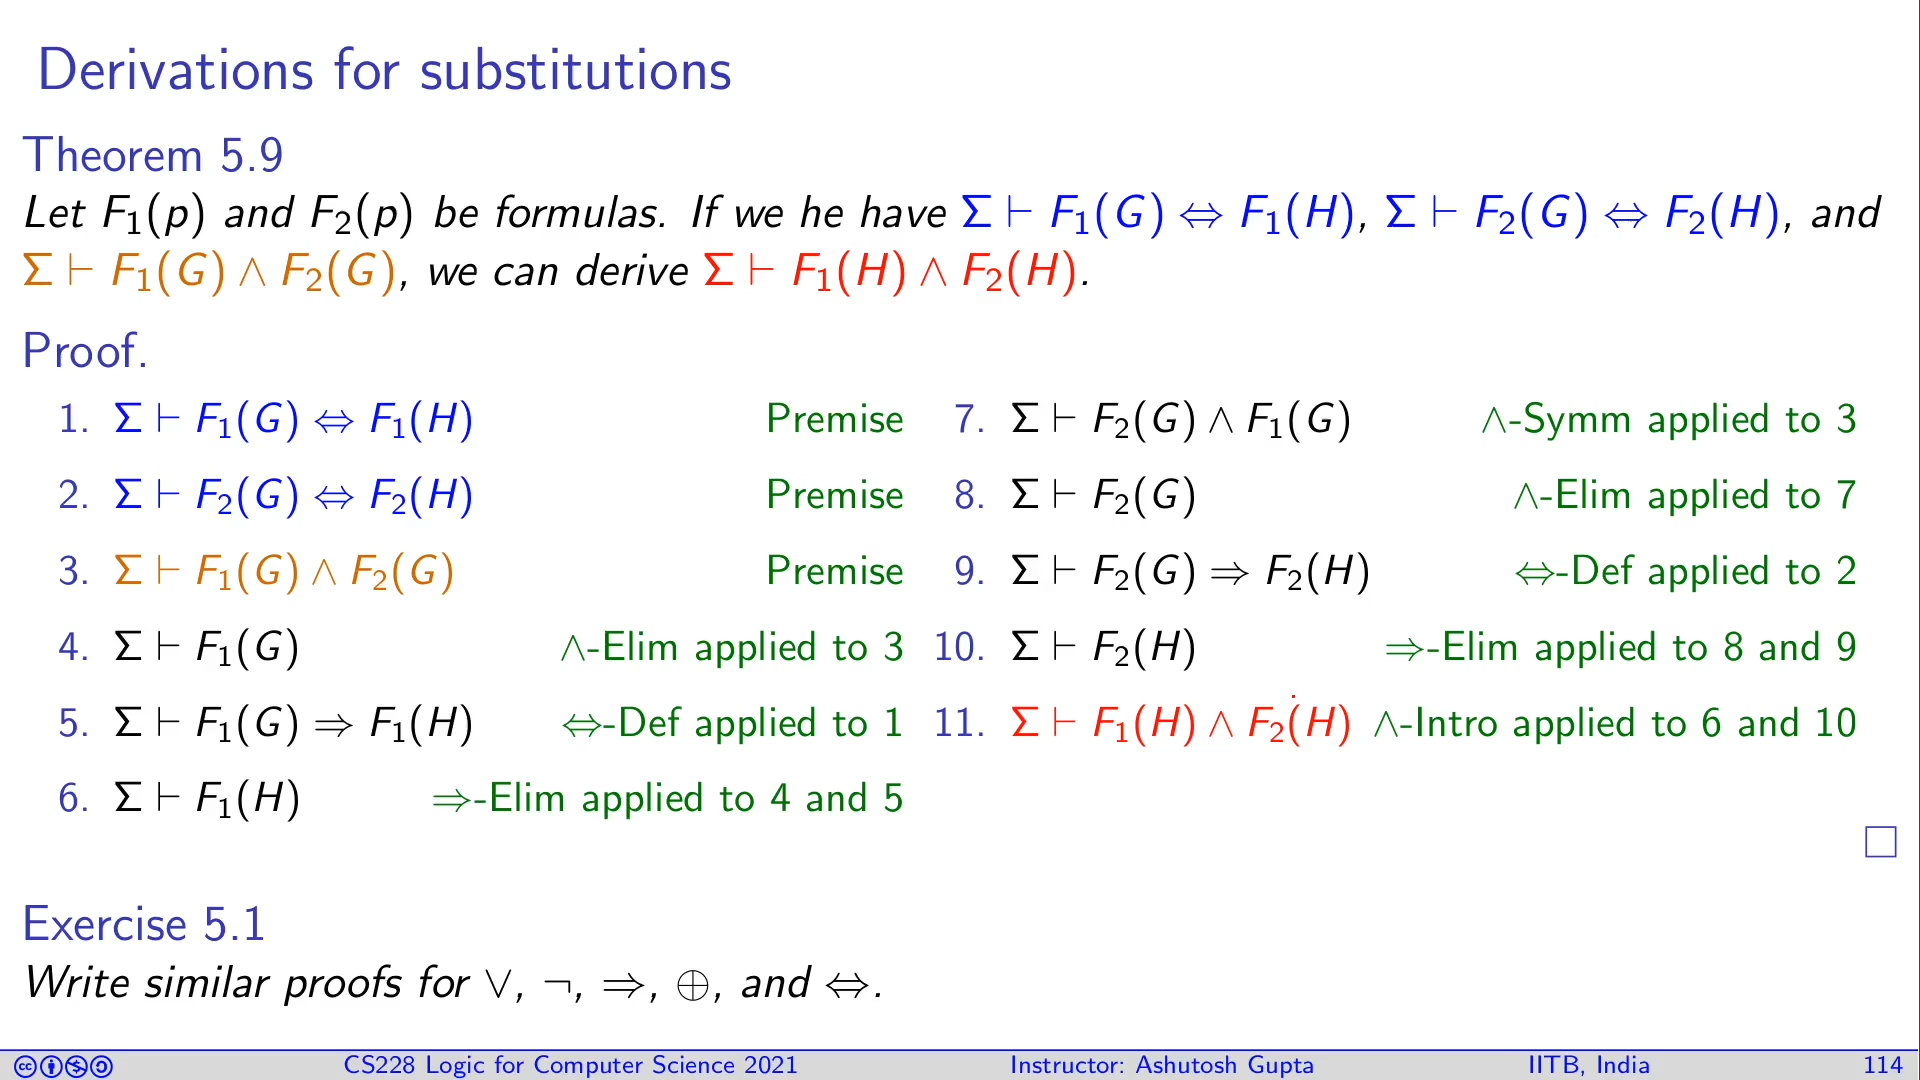 Derivations for substitutions
Theorem 5.9
Let F₁(p) and F₂(p) be formulas. If we he have Σ ⊢ F₁(G) ⇔ F₁(H), Σ ⊢ F₂(G) ⇔ F₂(H), and
Σ ⊢ F₁(G) ∧ F₂(G), we can derive Σ ⊢ F₁(H) ∧ F₂(H).
Proof.
1. Σ ⊢ F₁(G) ⇔ F₁(H) Premise
2. Σ ⊢ F₂(G) ⇔ F₂(H) Premise
3. Σ ⊢ F₁(G) ∧ F₂(G) Premise
4. Σ ⊢ F₁(G) ∧-Elim applied to 3
5. Σ ⊢ F₁(G) ⇒ F₁(H) ⇔-Def applied to 1
6. Σ ⊢ F₁(H) ⇒-Elim applied to 4 and 5
7. Σ ⊢ F₂(G) ∧ F₁(G) ∧-Symm applied to 3
8. Σ ⊢ F₂(G) ∧-Elim applied to 7
9. Σ ⊢ F₂(G) ⇒ F₂(H) ⇔-Def applied to 2
10. Σ ⊢ F₂(H) ⇒-Elim applied to 8 and 9
11. Σ ⊢ F₁(H) ∧ F₂(H) ∧-Intro applied to 6 and 10
□
Exercise 5.1
Write similar proofs for ∨, ¬, ⇒, ⊕, and ⇔.
CS228 Logic for Computer Science 2021 Instructor: Ashutosh Gupta IITB, India 114